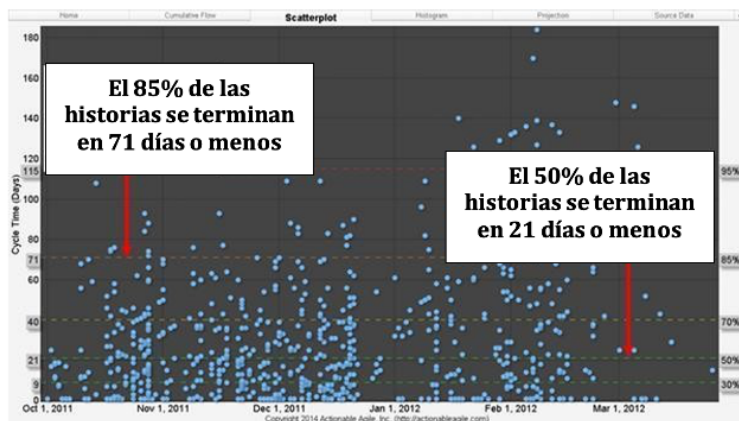 Home Cumulative Flow Scatterplot Histogram Projection Source Data
180
160
El 85% de las
historias se terminan
en 71 días o menos
140
120
115 95%
El 50% de las
historias se terminan
en 21 días o menos
100
80
71 85%
60
40 70%
21 50%
9 30%
0
Cycle Time (Days)
Oct 1, 2011 Nov 1, 2011 Dec 1, 2011 Jan 1, 2012 Feb 1, 2012 Mar 1, 2012
Copyright 2014 Actionable Agile, Inc. (http://actionableagile.com)